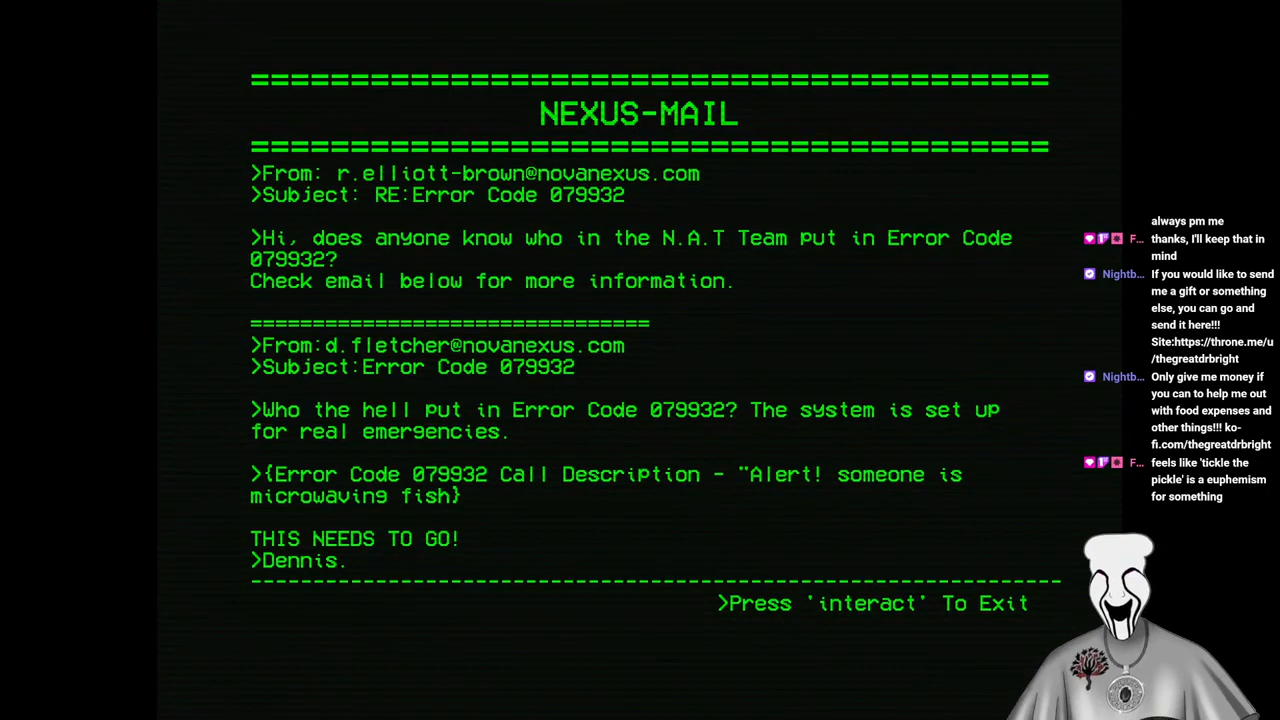 ========================================
NEXUS-MAIL
========================================
>From: r.elliott-brown@novanexus.com
>Subject: RE:Error Code 079932
>Hi, does anyone know who in the N.A.T Team put in Error Code
079932?
Check email below for more information.
================================
>From:d.fletcher@novanexus.com
>Subject:Error Code 079932
>Who the hell put in Error Code 079932? The system is set up
for real emergencies.
>{Error Code 079932 Call Description - "Alert! someone is
microwaving fish}
THIS NEEDS TO GO!
>Dennis.
-----------------------------------------------------------------
>Press 'interact' To Exit
always pm me
F... thanks, I'll keep that in
mind
Nightb... If you would like to send
me a gift or something
else, you can go and
send it here!!!
Site:https://throne.me/u
/thegreatdrbright
Nightb... Only give me money if
you can to help me out
with food expenses and
other things!!! ko-
fi.com/thegreatdrbright
F... feels like 'tickle the
pickle' is a euphemism
for something